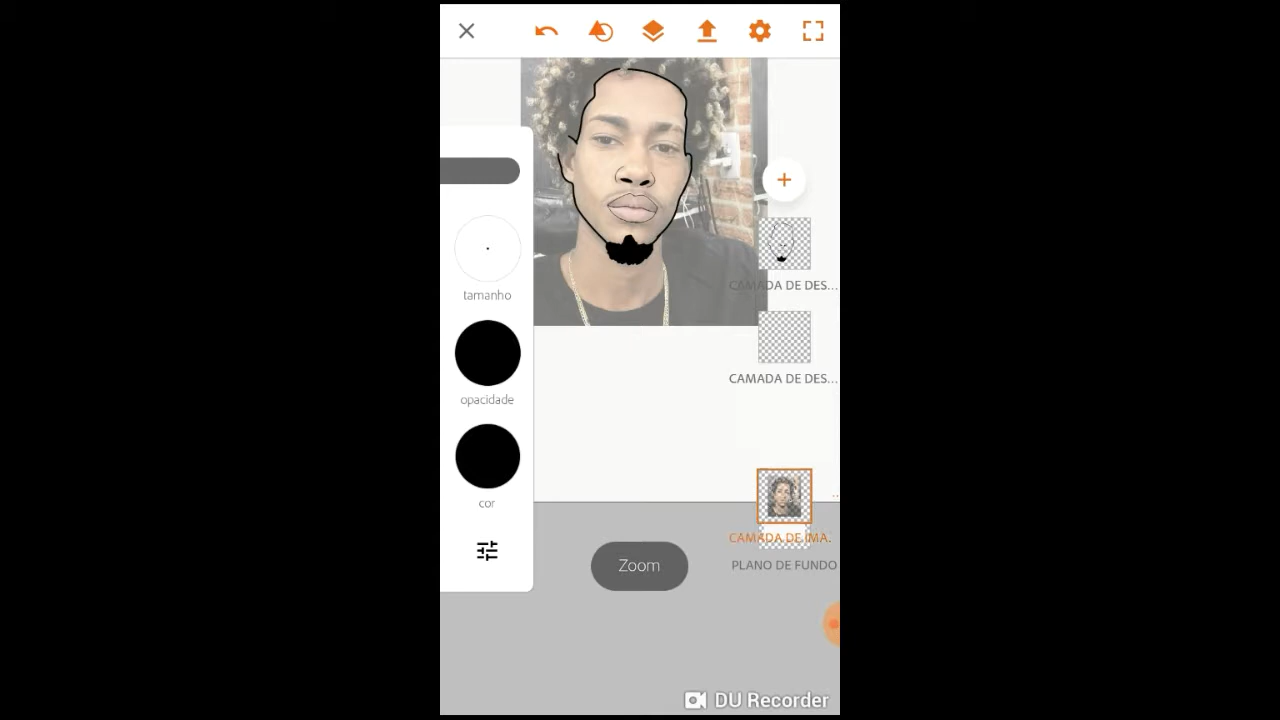 tamanho
CAMADA DE DES...
opacidade
CAMADA DE DES...
cor
CAMADA DE IMA.
Zoom
PLANO DE FUNDO
DU Recorder